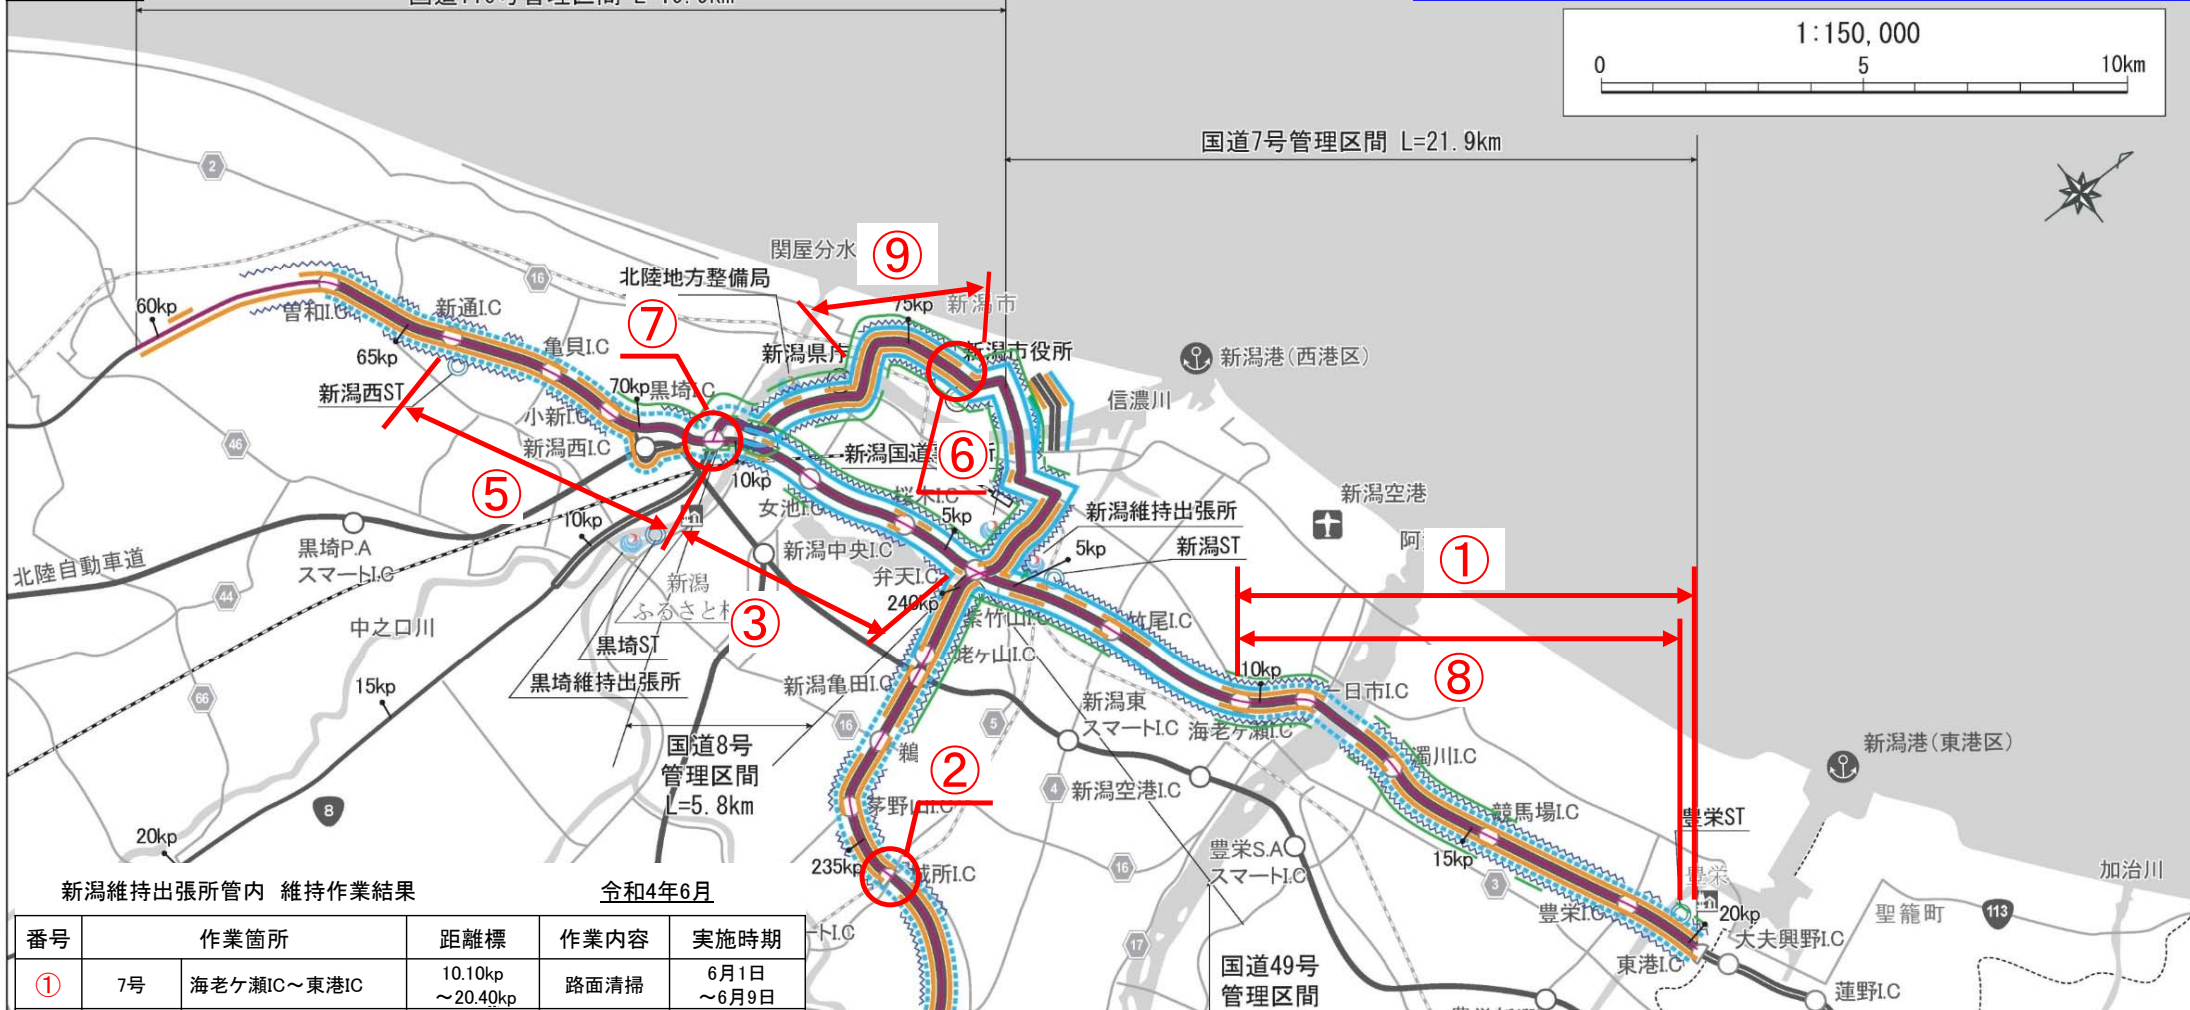 1:150,000
0 5 10km
国道7号管理区間 L=21.9km
2
関屋分水
⑨
北陸地方整備局
16
60kp
曽和I.C
新通I.C
⑦
75kp
新潟市
65kp
亀貝I.C
新潟県庁
新潟市役所
新潟港(西港区)
新潟西ST
70kp
黒埼I.C
信濃川
小新I.C
46
新潟西I.C
⑥
⑤
10kp
女池I.C
桜木I.C
新潟空港
5kp
新潟維持出張所
10kp
黒埼P.A
スマートI.C
新潟中央I.C
新潟ST
5kp
①
北陸自動車道
弁天I.C
44
新潟
240kp
③
紫竹山I.C
竹尾I.C
中之口川
黒埼ST
⑧
黒埼維持出張所
10kp
一日市I.C
15kp
新潟亀田I.C
66
16
5
新潟東
スマートI.C
海老ケ瀬I.C
国道8号
管理区間
L=5.8km
②
濁川I.C
新潟港(東港区)
4
新潟空港I.C
8
茅野山I.C
競馬場I.C
20kp
豊栄ST
235kp
15kp
豊栄S.A
スマートI.C
16
加治川
3
豊栄
豊栄I.C
20kp
聖籠町
113
大夫興野I.C
17
国道49号
管理区間
東港I.C
蓮野I.C
新潟維持出張所管内 維持作業結果 令和4年6月
番号 作業箇所 距離標 作業内容 実施時期
① 7号 海老ケ瀬IC～東港IC 10.10kp
～20.40kp 路面清掃 6月1日
～6月9日